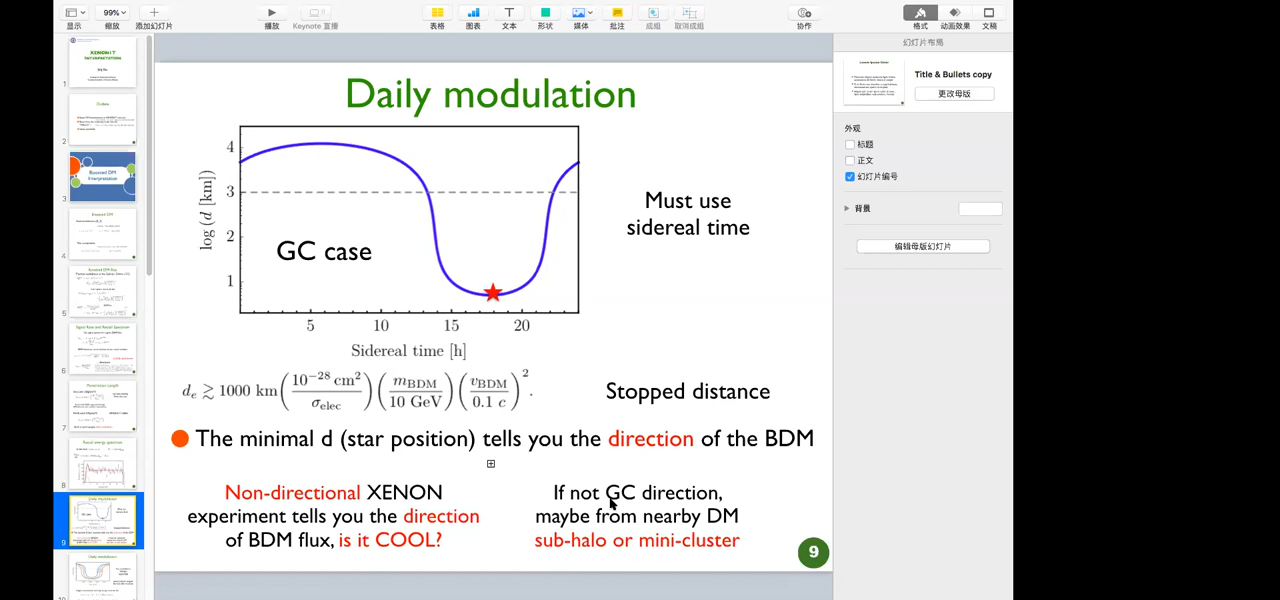 99%
显示
缩放
添加幻灯片
播放
Keynote 直播
表格
图表
文本
形状
媒体
批注
成组
取消成组
协作
格式
动画效果
文稿
幻灯片布局
Title & Bullets copy
更改母版
外观
标题
正文
幻灯片编号
背景
编辑母版幻灯片
1
2
3
4
5
6
7
8
9
Outline
Boosted DM
Interpretation
Daily modulation
4
3
2
1
log (d [km])
GC case
5 10 15 20
Sidereal time [h]
Must use
sidereal time
d_e ≳ 1000 km (10^{-28} cm^2 / σ_elec) (m_BDM / 10 GeV) (v_BDM / 0.1 c)^2.
Stopped distance
The minimal d (star position) tells you the direction of the BDM
Non-directional XENON
experiment tells you the direction
of BDM flux, is it COOL?
If not GC direction,
maybe from nearby DM
sub-halo or mini-cluster
9